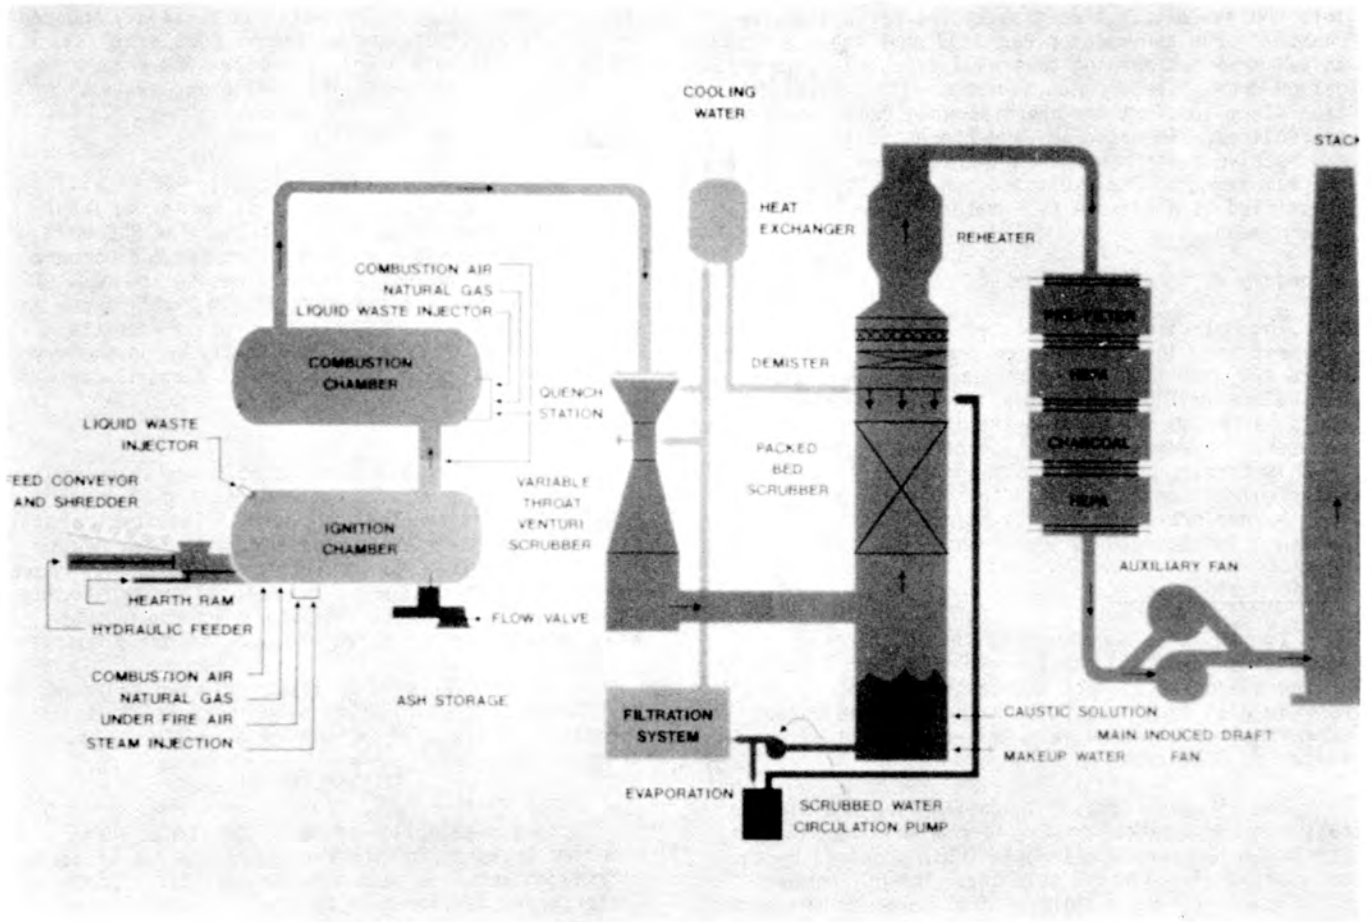 COOLING
WATER
STACK
HEAT
EXCHANGER
REHEATER
COMBUSTION AIR
NATURAL GAS
LIQUID WASTE INJECTOR
PRE-FILTER
COMBUSTION
CHAMBER
DEMISTER
HEPA
QUENCH
STATION
LIQUID WASTE
INJECTOR
CHARCOAL
PACKED
BED
SCRUBBER
FEED CONVEYOR
AND SHREDDER
VARIABLE
THROAT
VENTURI
SCRUBBER
HEPA
IGNITION
CHAMBER
AUXILIARY FAN
HEARTH RAM
FLOW VALVE
HYDRAULIC FEEDER
COMBUSTION AIR
NATURAL GAS
UNDER FIRE AIR
STEAM INJECTION
ASH STORAGE
FILTRATION
SYSTEM
CAUSTIC SOLUTION
MAIN INDUCED DRAFT
FAN
MAKEUP WATER
EVAPORATION
SCRUBBED WATER
CIRCULATION PUMP